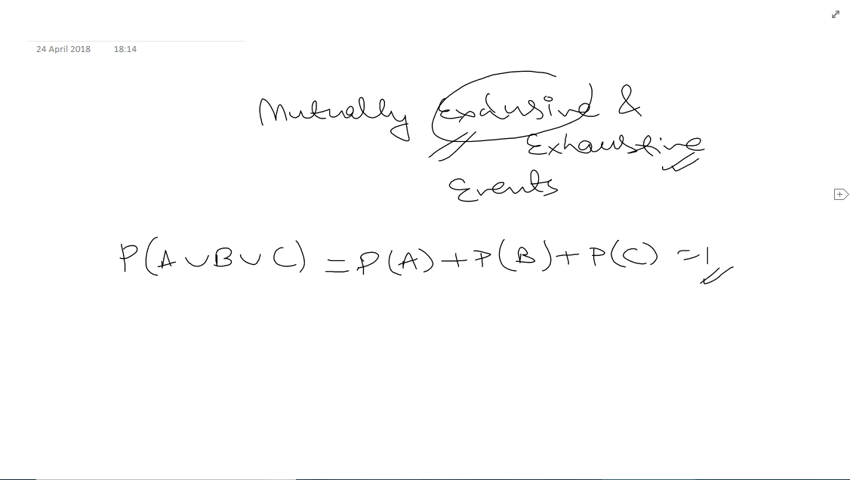 24 April 2018 18:14
Mutually Exclusive &
Exhaustive
Events
P(A∪B∪C) = P(A) + P(B) + P(C) = 1